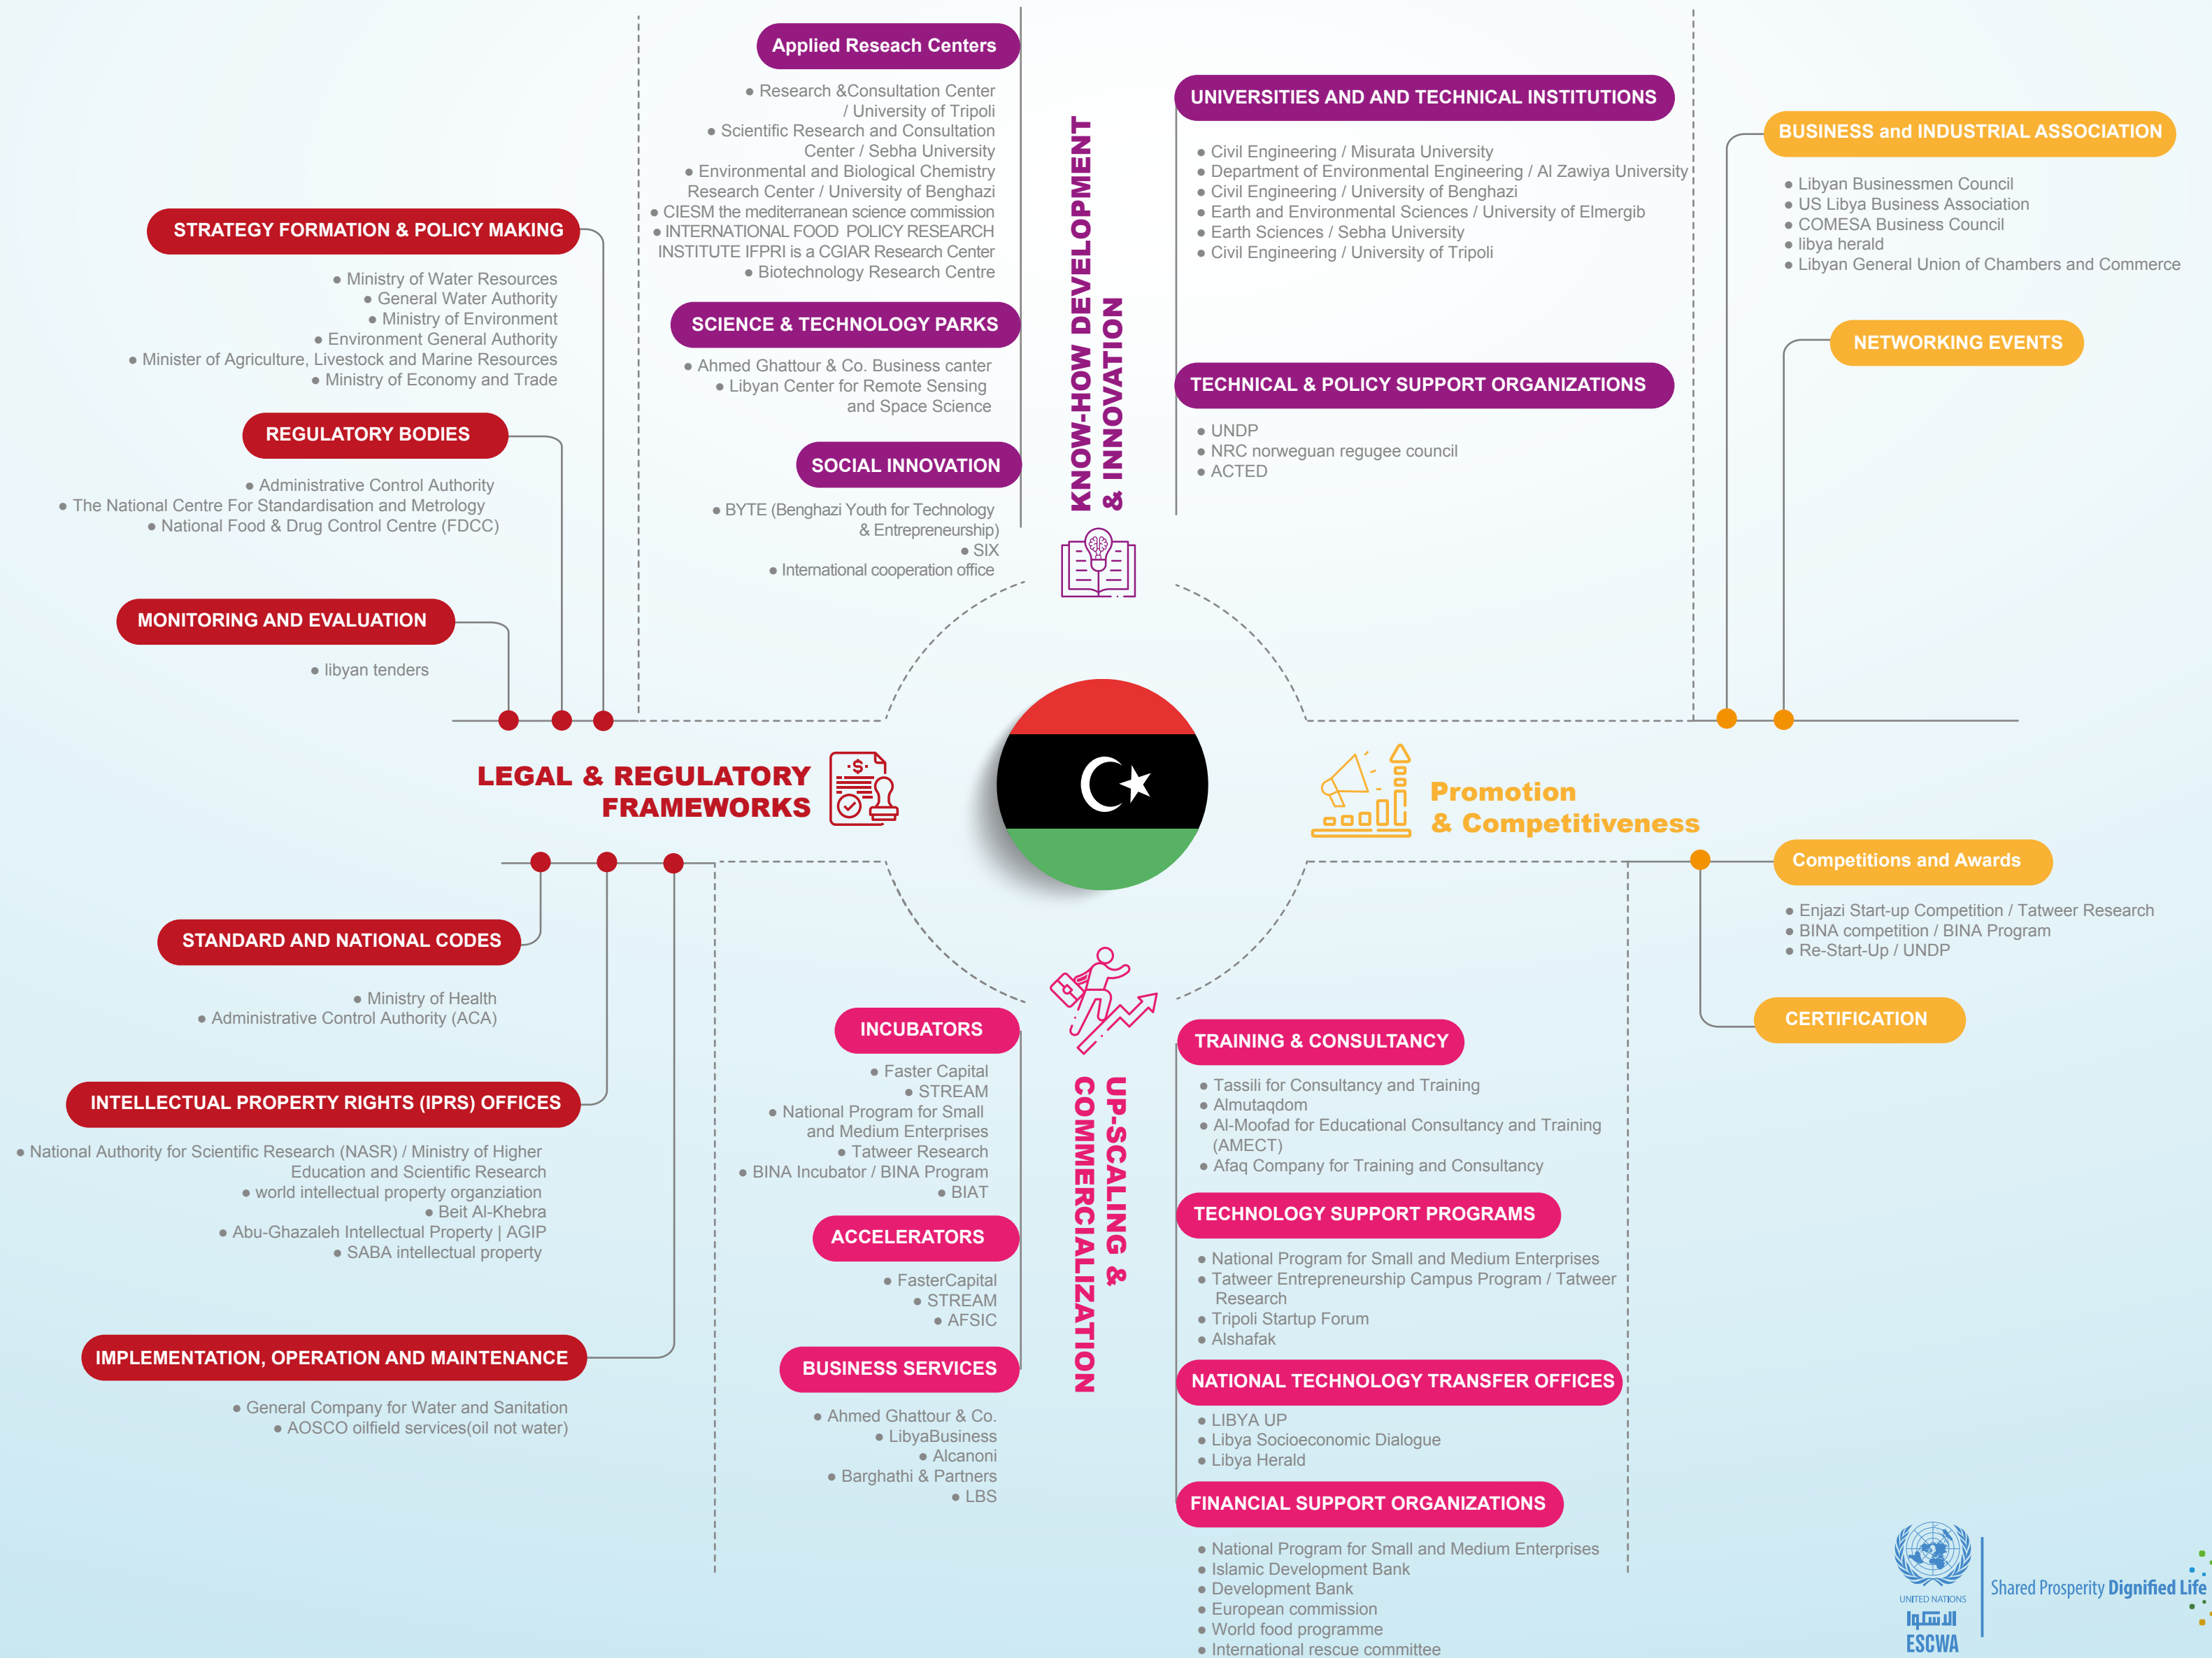 Applied Reseach Centers
● Research &Consultation Center
/ University of Tripoli
● Scientific Research and Consultation
Center / Sebha University
● Environmental and Biological Chemistry
Research Center / University of Benghazi
● CIESM the mediterranean science commission
● INTERNATIONAL FOOD POLICY RESEARCH
INSTITUTE IFPRI is a CGIAR Research Center
● Biotechnology Research Centre
SCIENCE & TECHNOLOGY PARKS
● Ahmed Ghattour & Co. Business canter
● Libyan Center for Remote Sensing
and Space Science
SOCIAL INNOVATION
● BYTE (Benghazi Youth for Technology
& Entrepreneurship)
● SIX
● International cooperation office
KNOW-HOW DEVELOPMENT
& INNOVATION
UNIVERSITIES AND AND TECHNICAL INSTITUTIONS
● Civil Engineering / Misurata University
● Department of Environmental Engineering / Al Zawiya University
● Civil Engineering / University of Benghazi
● Earth and Environmental Sciences / University of Elmergib
● Earth Sciences / Sebha University
● Civil Engineering / University of Tripoli
TECHNICAL & POLICY SUPPORT ORGANIZATIONS
● UNDP
● NRC norweguan regugee council
● ACTED
BUSINESS and INDUSTRIAL ASSOCIATION
● Libyan Businessmen Council
● US Libya Business Association
● COMESA Business Council
● libya herald
● Libyan General Union of Chambers and Commerce
NETWORKING EVENTS
STRATEGY FORMATION & POLICY MAKING
● Ministry of Water Resources
● General Water Authority
● Ministry of Environment
● Environment General Authority
● Minister of Agriculture, Livestock and Marine Resources
● Ministry of Economy and Trade
REGULATORY BODIES
● Administrative Control Authority
● The National Centre For Standardisation and Metrology
● National Food & Drug Control Centre (FDCC)
MONITORING AND EVALUATION
● libyan tenders
LEGAL & REGULATORY
FRAMEWORKS
$
Promotion
& Competitiveness
STANDARD AND NATIONAL CODES
● Ministry of Health
● Administrative Control Authority (ACA)
INTELLECTUAL PROPERTY RIGHTS (IPRS) OFFICES
● National Authority for Scientific Research (NASR) / Ministry of Higher
Education and Scientific Research
● world intellectual property organziation
● Beit Al-Khebra
● Abu-Ghazaleh Intellectual Property | AGIP
● SABA intellectual property
IMPLEMENTATION, OPERATION AND MAINTENANCE
● General Company for Water and Sanitation
● AOSCO oilfield services(oil not water)
INCUBATORS
● Faster Capital
● STREAM
● National Program for Small
and Medium Enterprises
● Tatweer Research
● BINA Incubator / BINA Program
● BIAT
ACCELERATORS
● FasterCapital
● STREAM
● AFSIC
BUSINESS SERVICES
● Ahmed Ghattour & Co.
● LibyaBusiness
● Alcanoni
● Barghathi & Partners
● LBS
UP-SCALING &
COMMERCIALIZATION
TRAINING & CONSULTANCY
● Tassili for Consultancy and Training
● Almutaqdom
● Al-Moofad for Educational Consultancy and Training
(AMECT)
● Afaq Company for Training and Consultancy
TECHNOLOGY SUPPORT PROGRAMS
● National Program for Small and Medium Enterprises
● Tatweer Entrepreneurship Campus Program / Tatweer
Research
● Tripoli Startup Forum
● Alshafak
NATIONAL TECHNOLOGY TRANSFER OFFICES
● LIBYA UP
● Libya Socioeconomic Dialogue
● Libya Herald
FINANCIAL SUPPORT ORGANIZATIONS
● National Program for Small and Medium Enterprises
● Islamic Development Bank
● Development Bank
● European commission
● World food programme
● International rescue committee
Competitions and Awards
● Enjazi Start-up Competition / Tatweer Research
● BINA competition / BINA Program
● Re-Start-Up / UNDP
CERTIFICATION
UNITED NATIONS
الإسكوا
ESCWA
Shared Prosperity Dignified Life